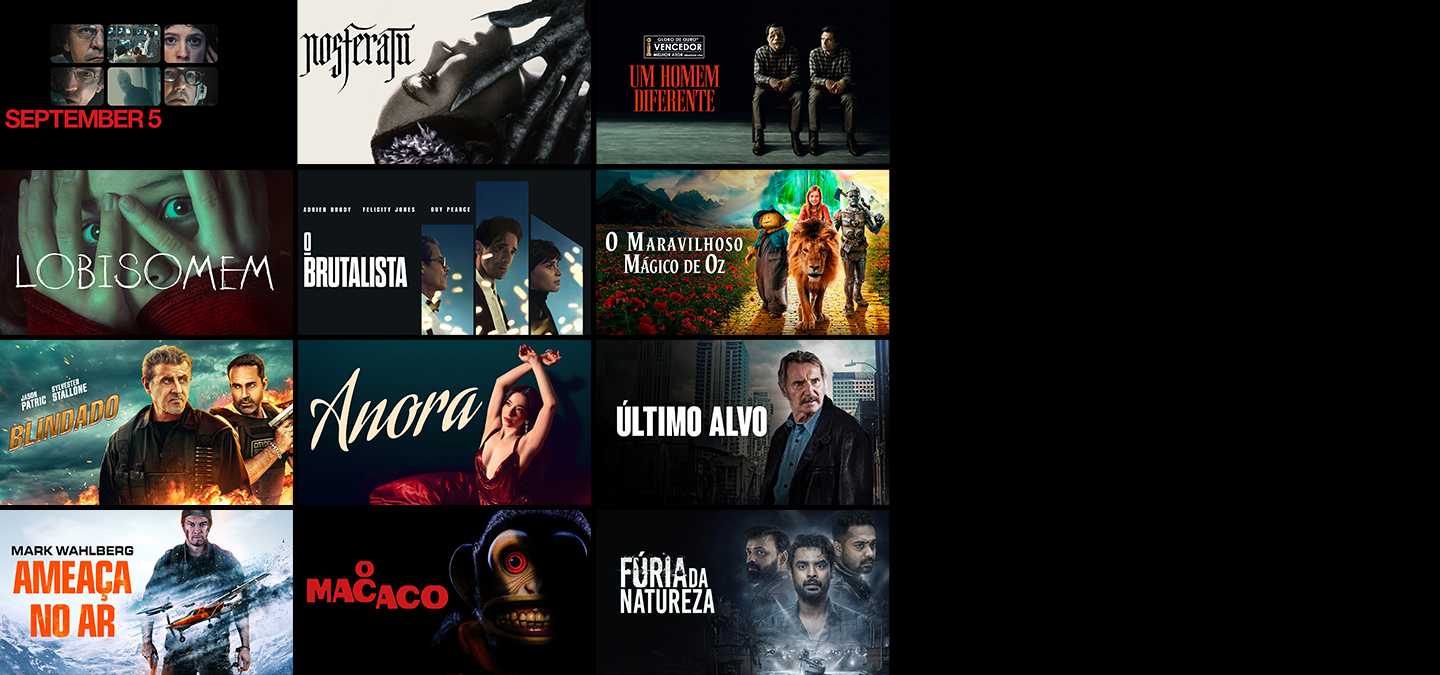 SEPTEMBER 5
nosferatu
GLOBO DE OURO®
VENCEDOR
MELHOR ATOR
UM HOMEM
DIFERENTE
LOBISOMEM
ADRIEN BRODY FELICITY JONES GUY PEARCE
O
BRUTALISTA
O MARAVILHOSO
MÁGICO DE OZ
JASON
PATRIC
SYLVESTER
STALLONE
BLINDADO
Anora
ÚLTIMO ALVO
MARK WAHLBERG
AMEAÇA
NO AR
O
MACACO
FÚRIA DA
NATUREZA